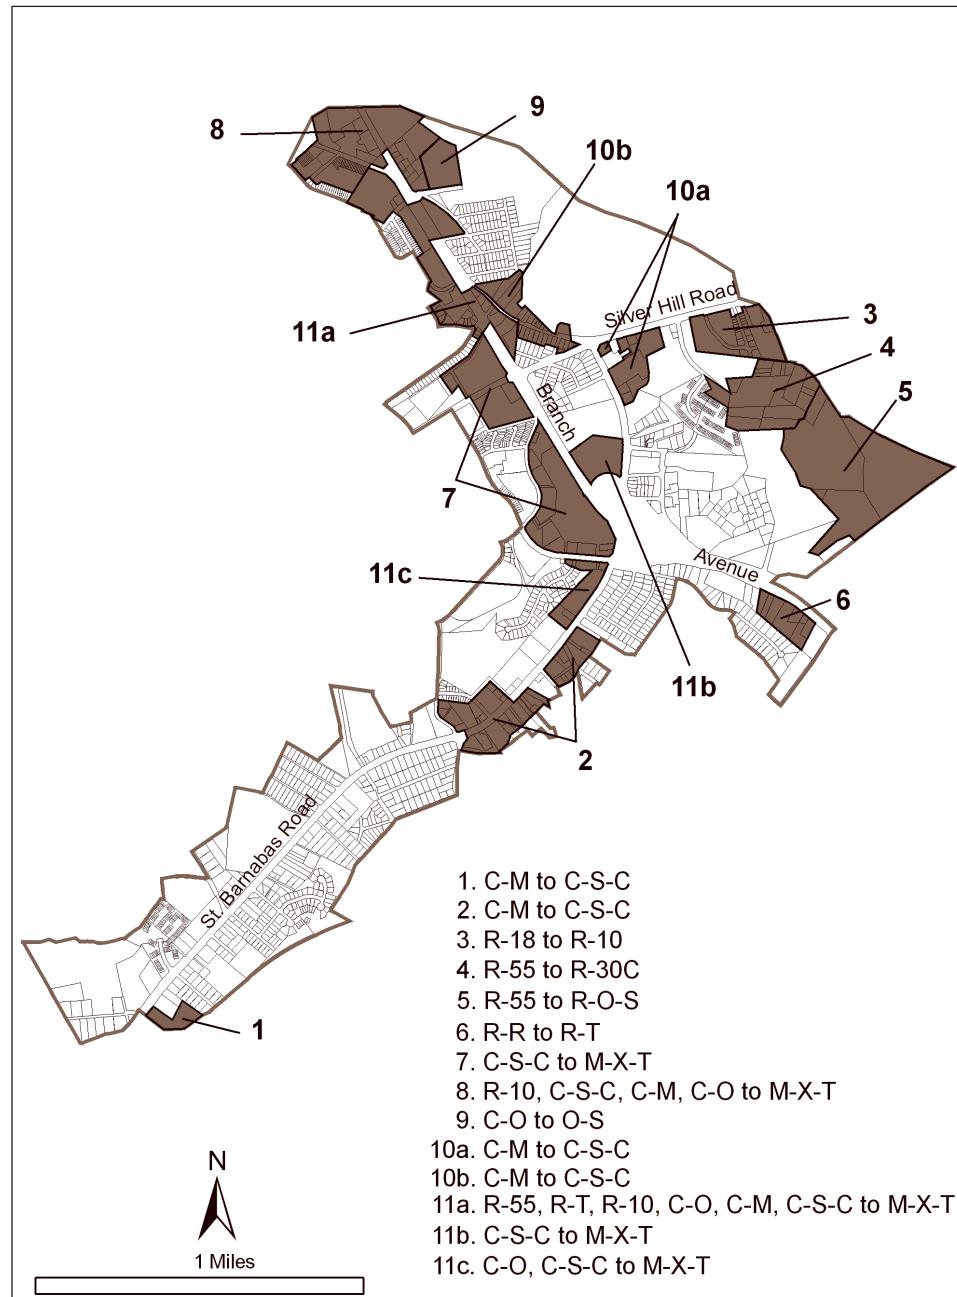 9
8
10b
10a
Silver Hill Road
3
11a
4
5
Branch
7
Avenue
11c
6
11b
2
St. Barnabas Road
1
1. C-M to C-S-C
2. C-M to C-S-C
3. R-18 to R-10
4. R-55 to R-30C
5. R-55 to R-O-S
6. R-R to R-T
7. C-S-C to M-X-T
8. R-10, C-S-C, C-M, C-O to M-X-T
9. C-O to O-S
10a. C-M to C-S-C
10b. C-M to C-S-C
11a. R-55, R-T, R-10, C-O, C-M, C-S-C to M-X-T
11b. C-S-C to M-X-T
11c. C-O, C-S-C to M-X-T
N
1 Miles